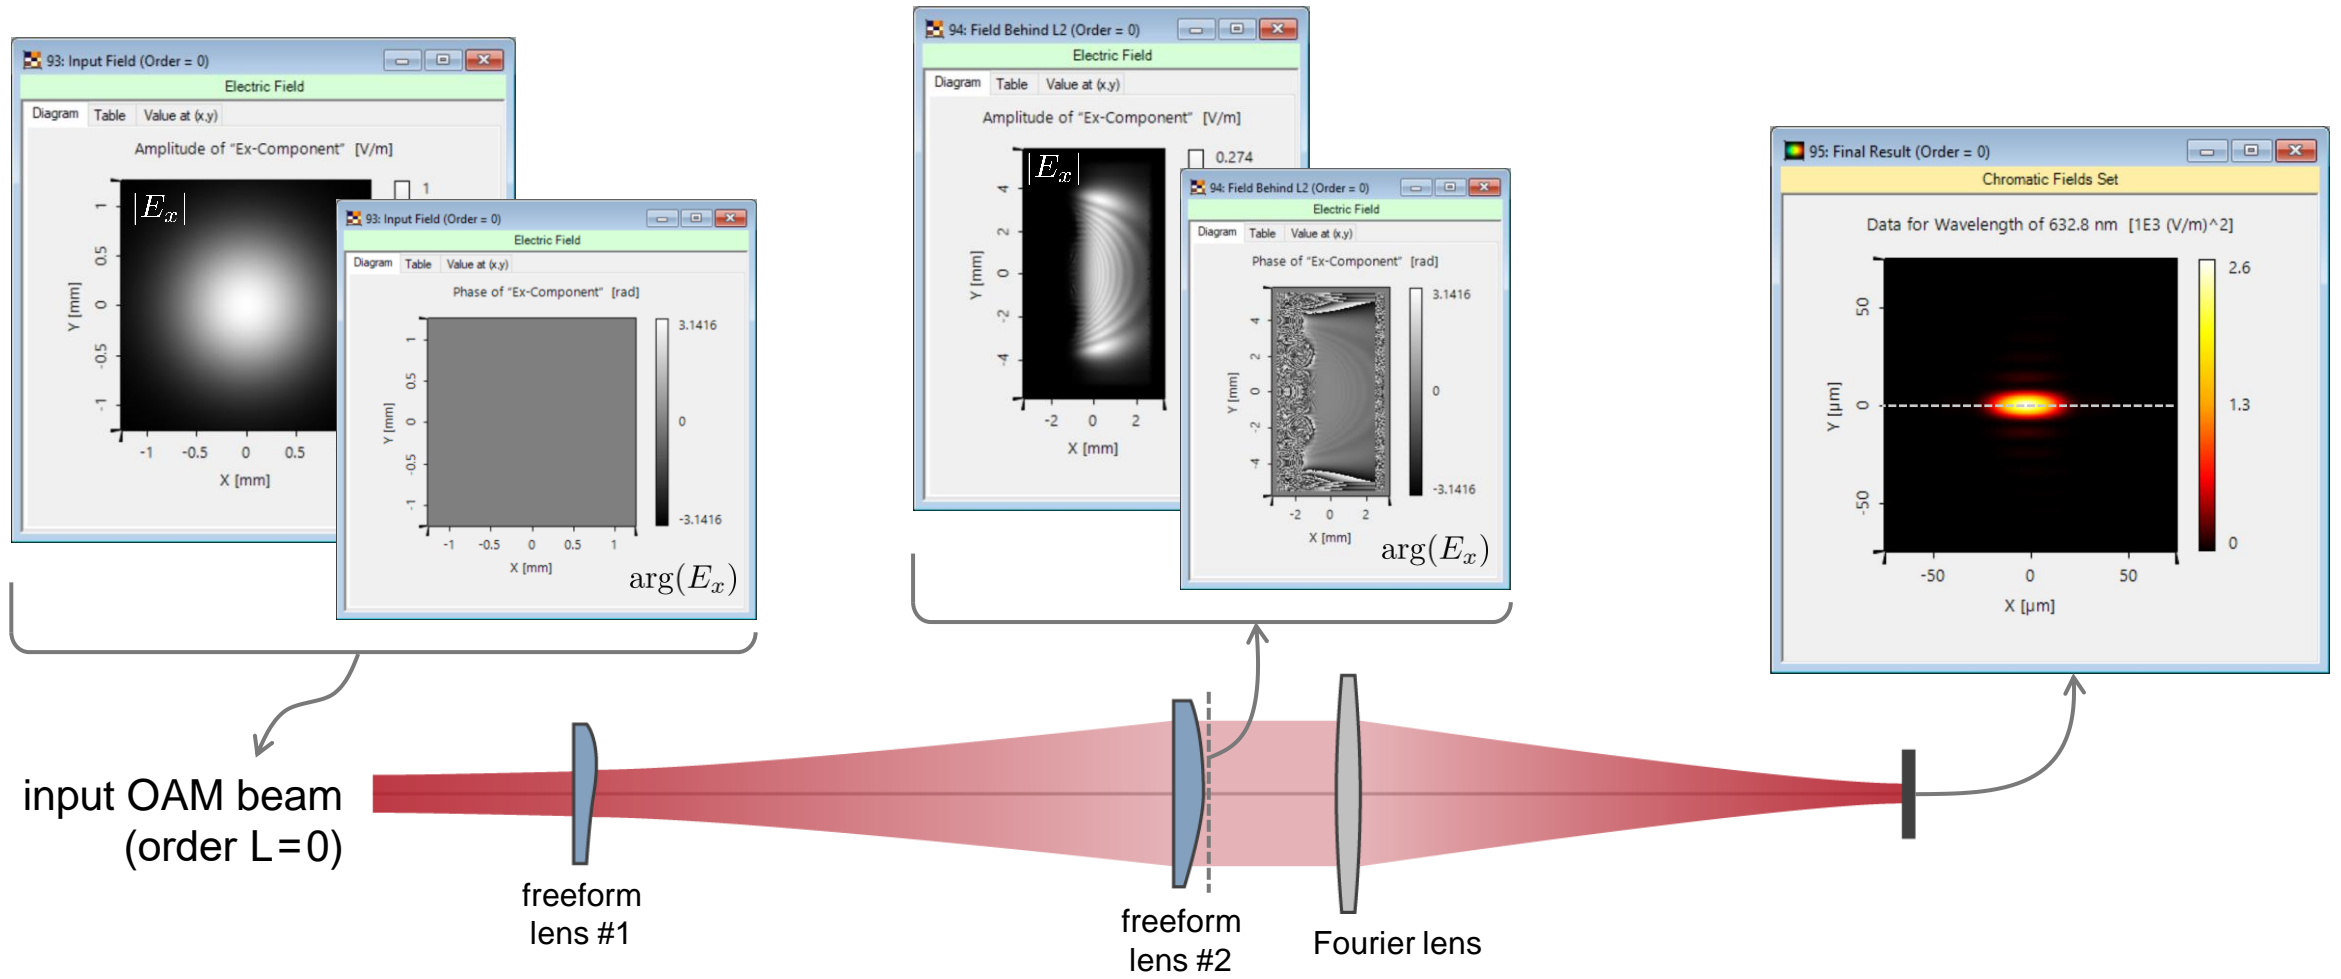 93: Input Field (Order = 0)
Electric Field
Diagram Table Value at (x,y)
Amplitude of "Ex-Component" [V/m]
|E_x|
1
1
0.5
0
-0.5
-1
Y [mm]
-1 -0.5 0 0.5
X [mm]
93: Input Field (Order = 0)
Electric Field
Diagram Table Value at (x,y)
Phase of "Ex-Component" [rad]
3.1416
0
-3.1416
1
0.5
0
-0.5
-1
Y [mm]
-1 -0.5 0 0.5 1
X [mm]
arg(E_x)
94: Field Behind L2 (Order = 0)
Electric Field
Diagram Table Value at (x,y)
Amplitude of "Ex-Component" [V/m]
|E_x|
0.274
4
2
0
-2
-4
Y [mm]
-2 0 2
X [mm]
94: Field Behind L2 (Order = 0)
Electric Field
Diagram Table Value at (x,y)
Phase of "Ex-Component" [rad]
3.1416
0
-3.1416
4
2
0
-2
-4
Y [mm]
-2 0 2
X [mm]
arg(E_x)
95: Final Result (Order = 0)
Chromatic Fields Set
Data for Wavelength of 632.8 nm [1E3 (V/m)^2]
2.6
1.3
0
50
0
-50
Y [µm]
-50 0 50
X [µm]
input OAM beam
(order L=0)
freeform
lens #1
freeform
lens #2
Fourier lens